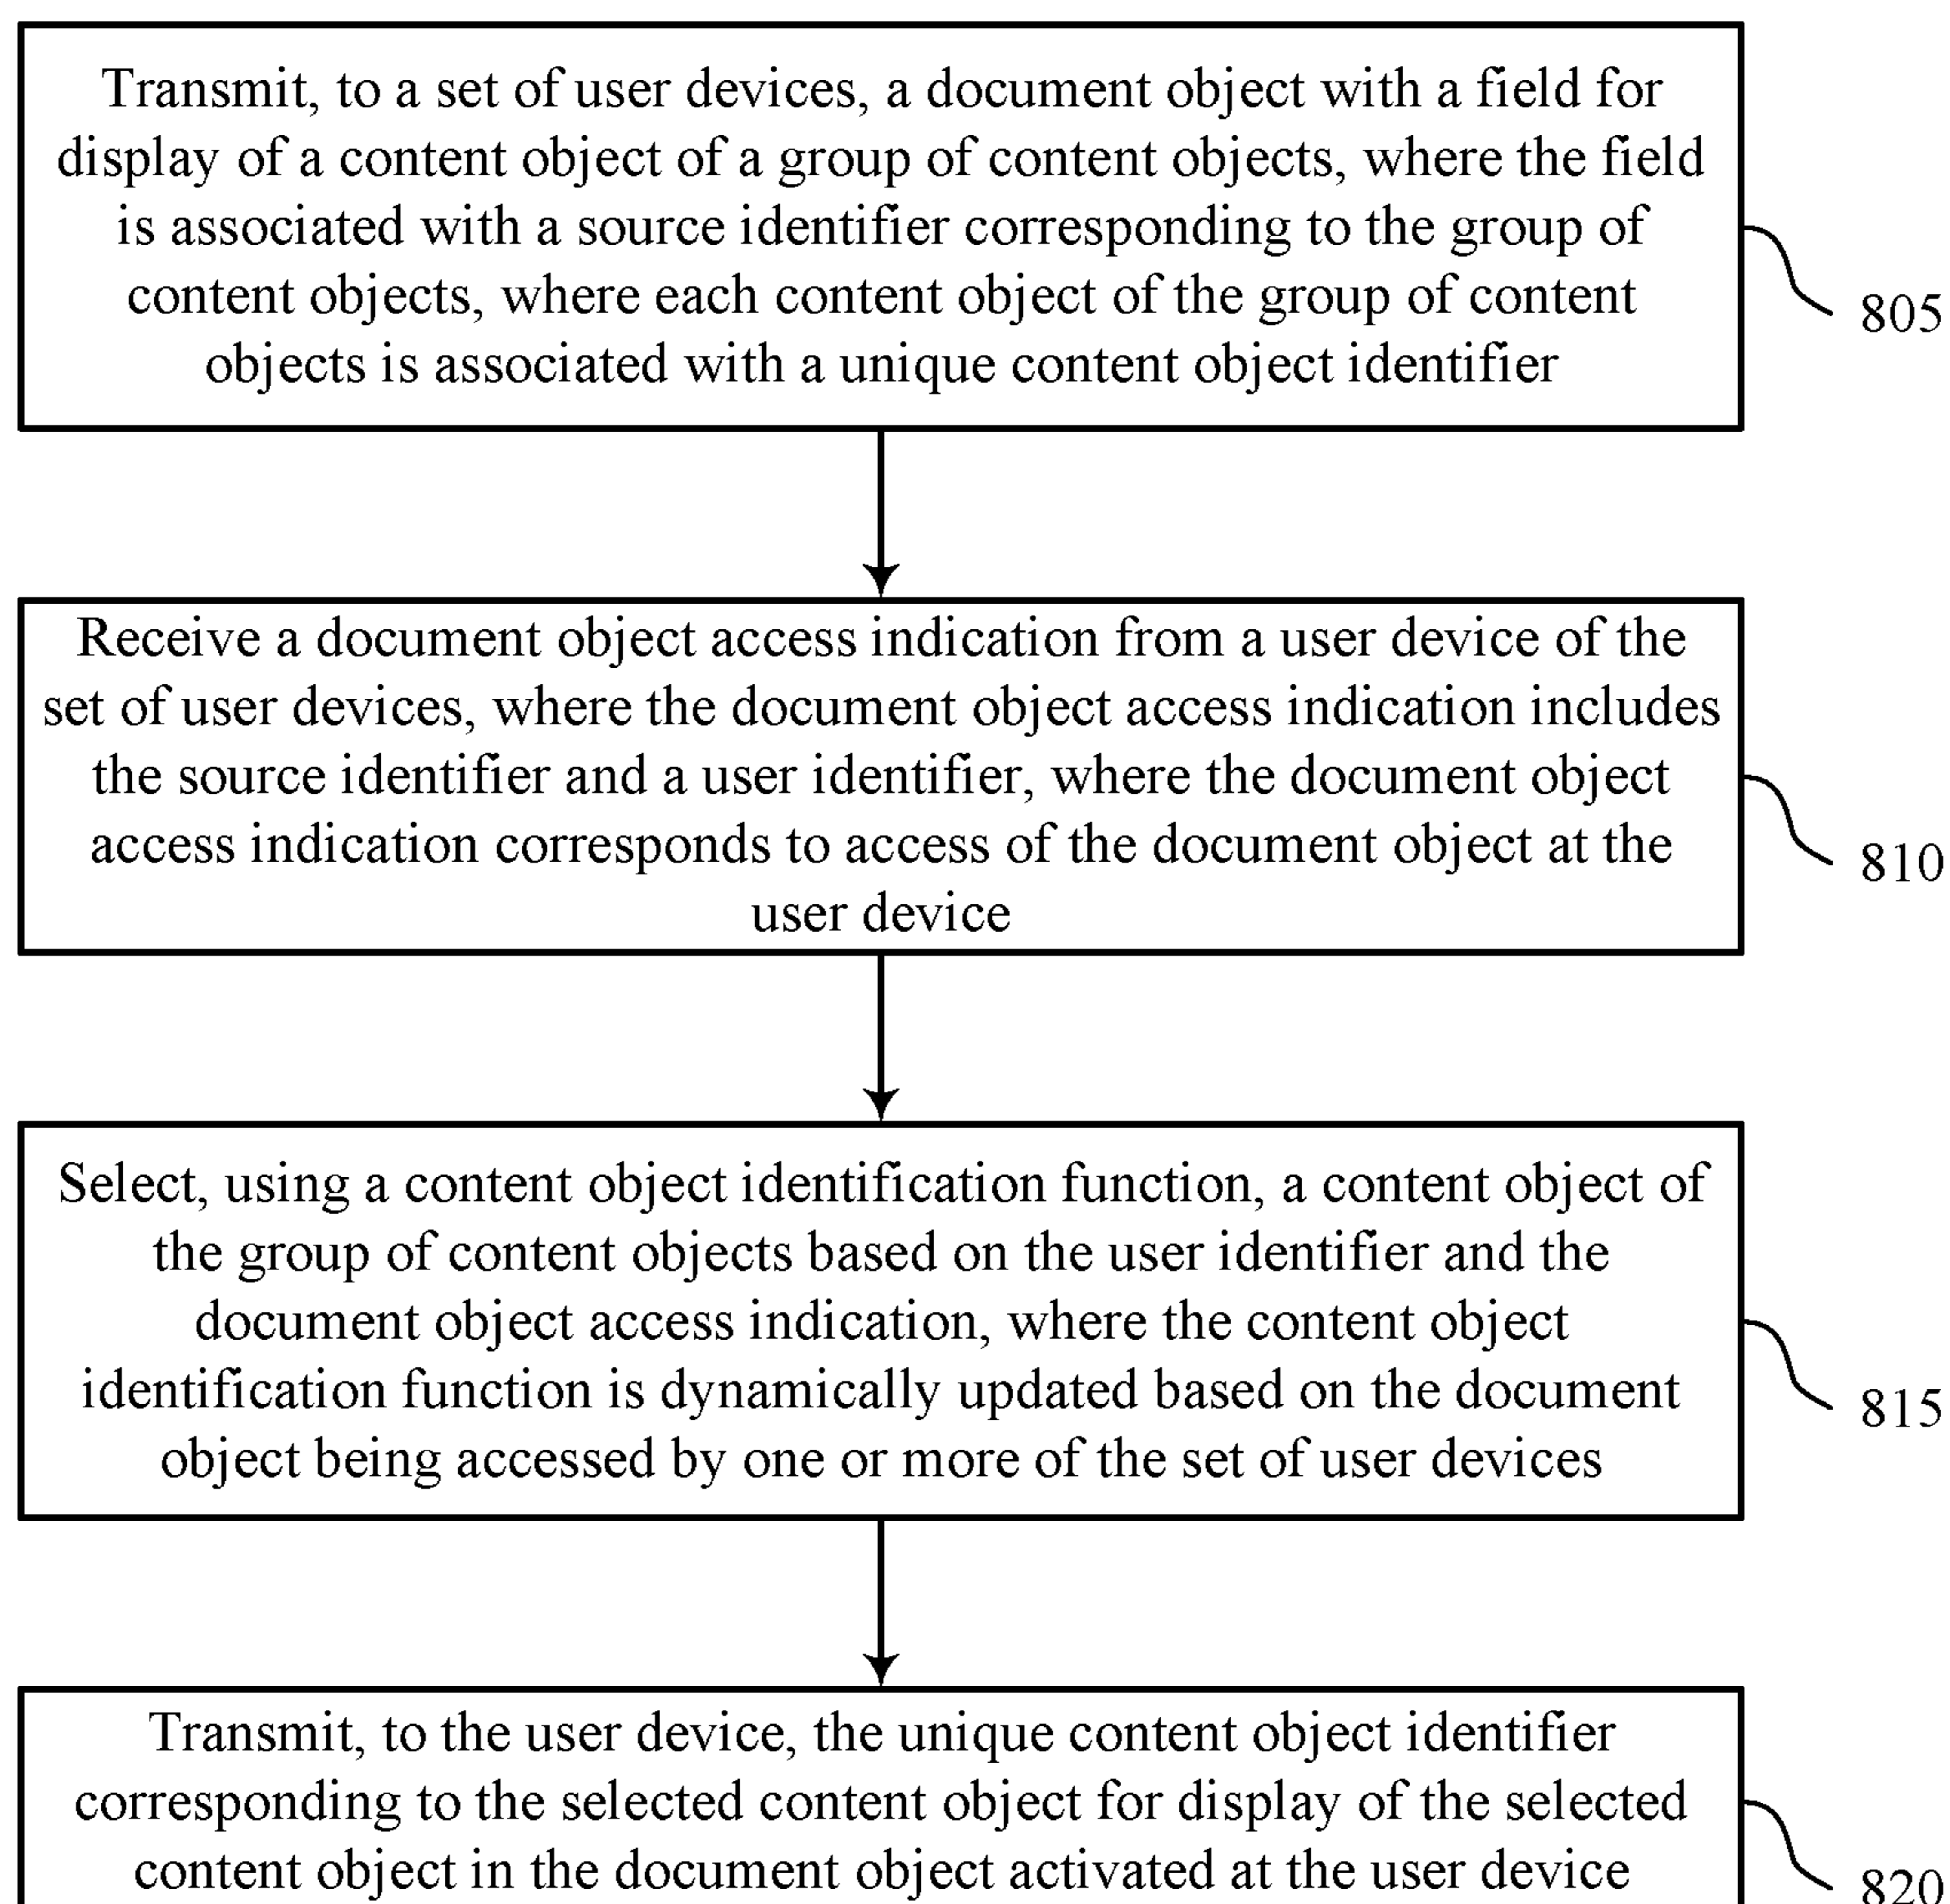 Transmit, to a set of user devices, a document object with a field for
display of a content object of a group of content objects, where the field
is associated with a source identifier corresponding to the group of
content objects, where each content object of the group of content
objects is associated with a unique content object identifier
805
Receive a document object access indication from a user device of the
set of user devices, where the document object access indication includes
the source identifier and a user identifier, where the document object
access indication corresponds to access of the document object at the
user device
810
Select, using a content object identification function, a content object of
the group of content objects based on the user identifier and the
document object access indication, where the content object
identification function is dynamically updated based on the document
object being accessed by one or more of the set of user devices
815
Transmit, to the user device, the unique content object identifier
corresponding to the selected content object for display of the selected
content object in the document object activated at the user device
820